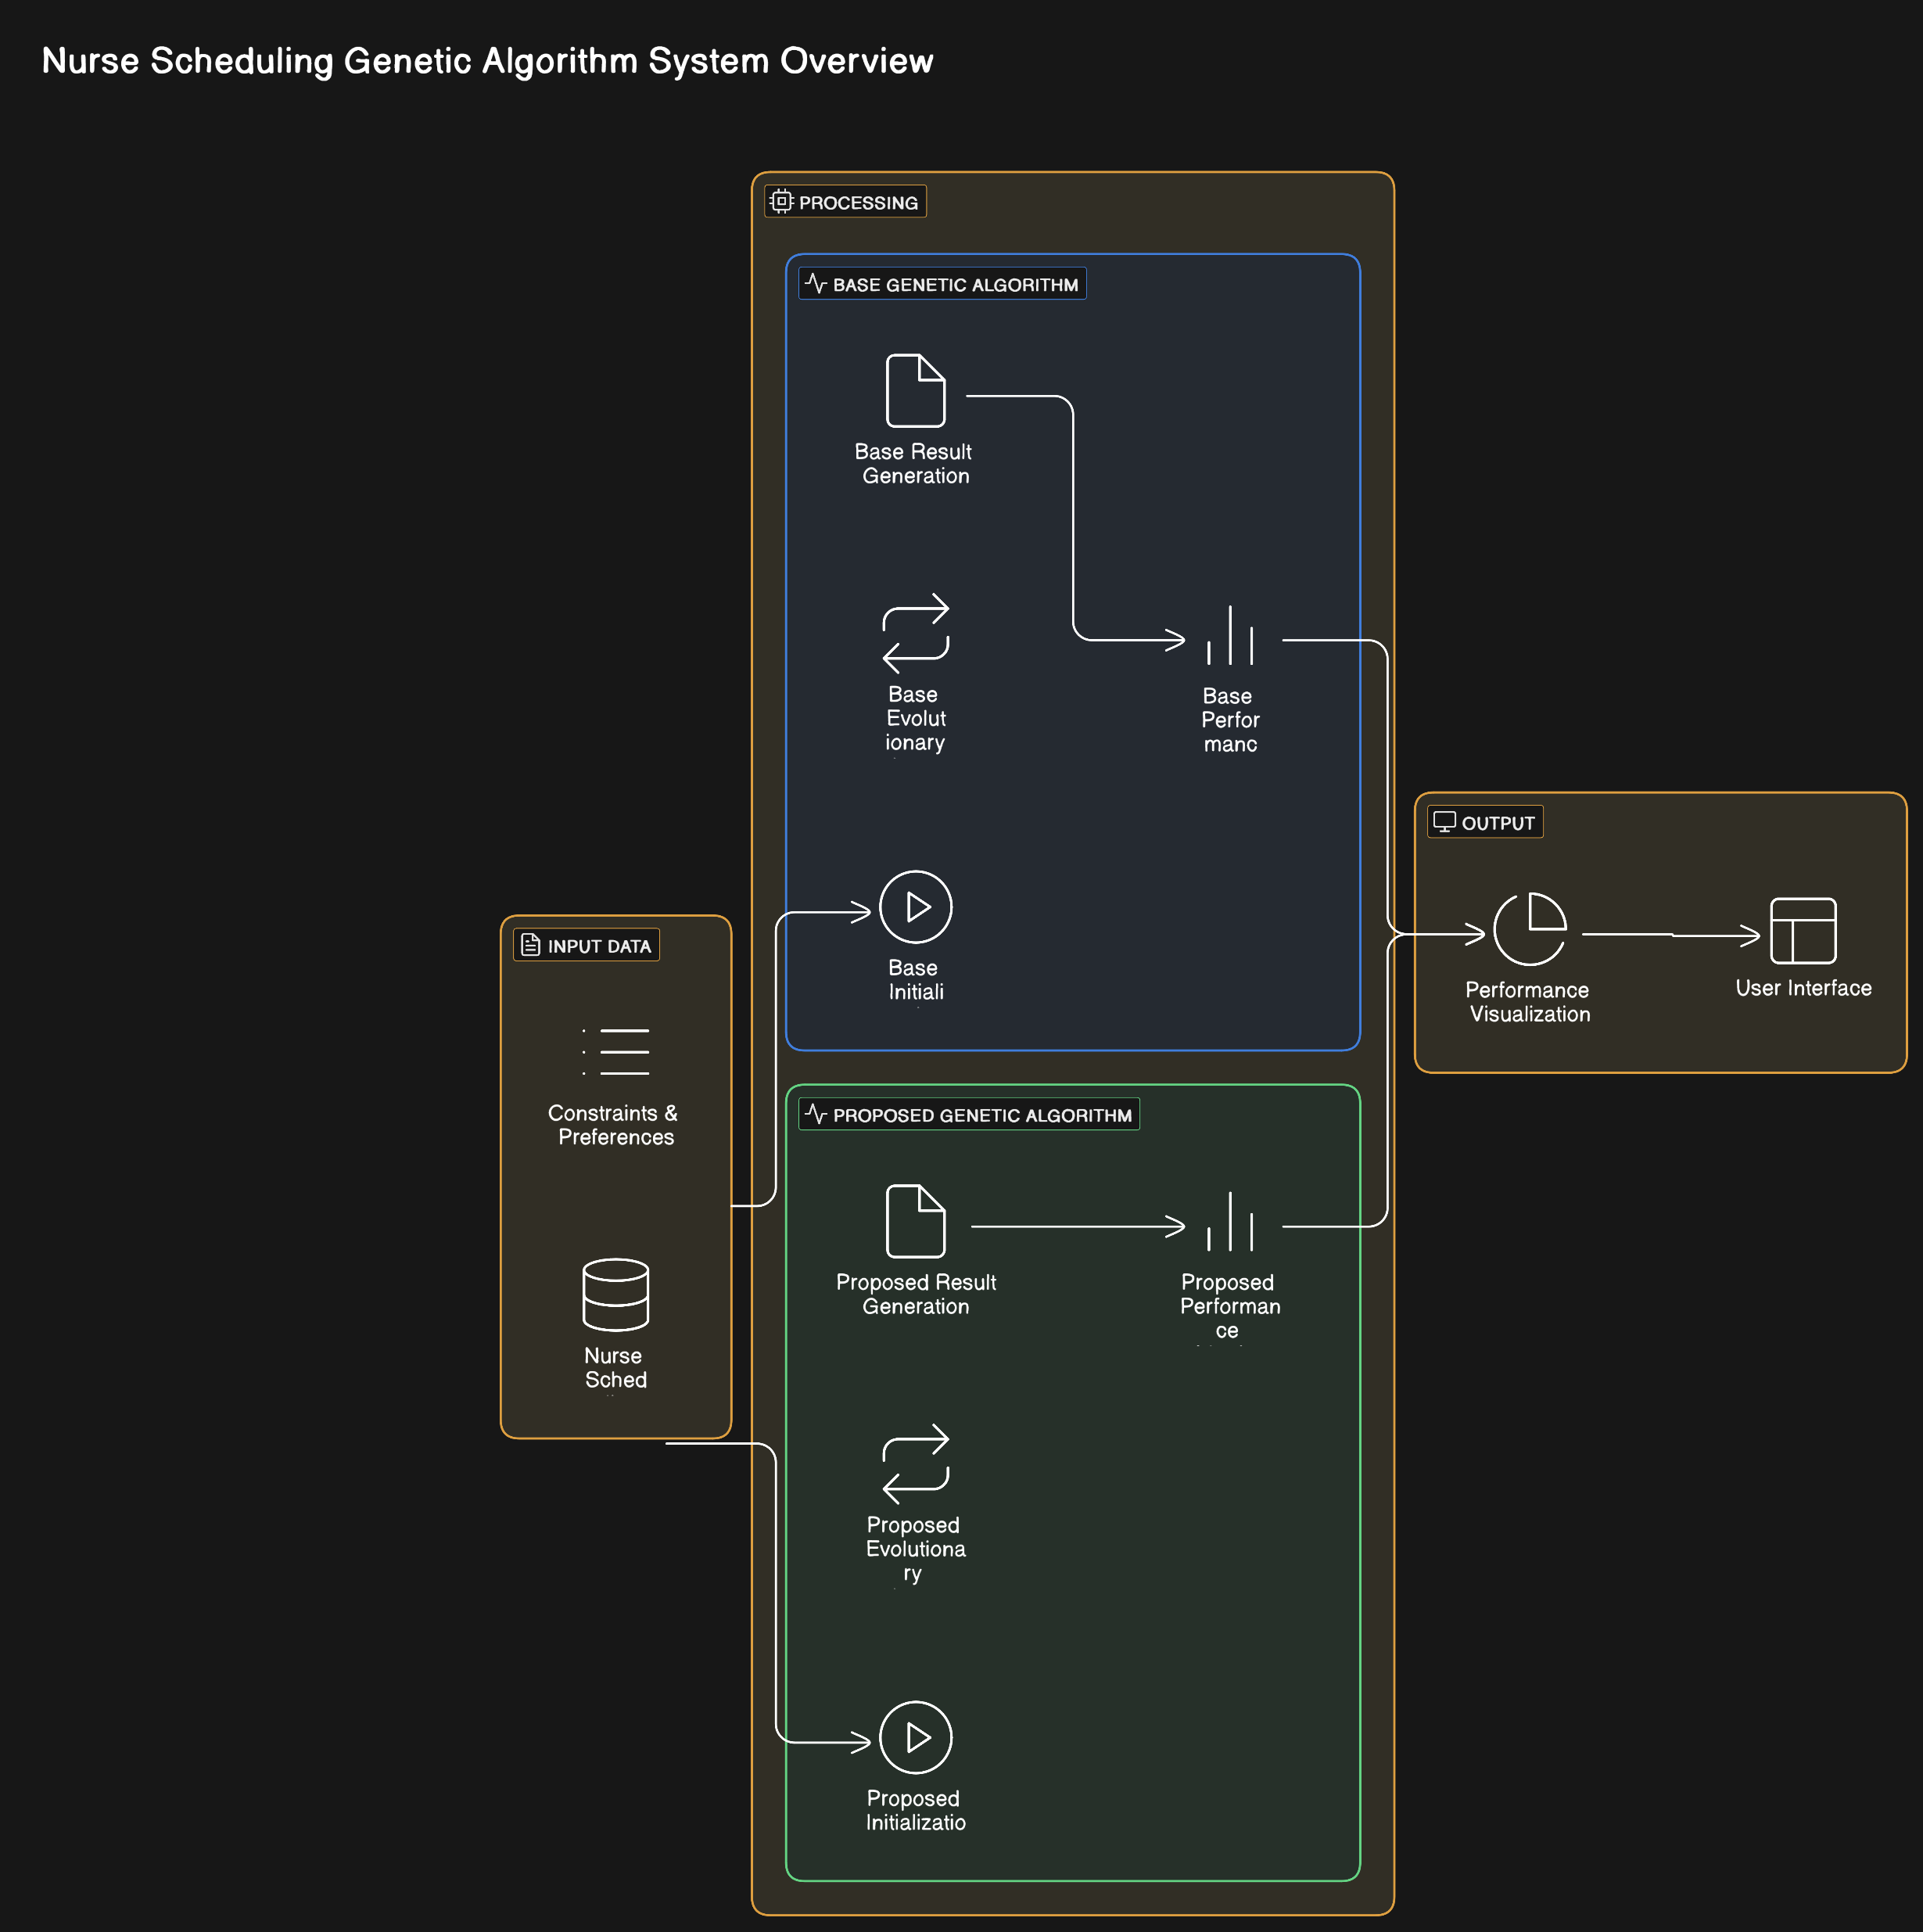 Nurse Scheduling Genetic Algorithm System Overview
PROCESSING
BASE GENETIC ALGORITHM
Base Result
Generation
Base
Evolut
ionary
Base
Perfor
manc
Base
Initiali
OUTPUT
Performance
Visualization
User Interface
INPUT DATA
Constraints &
Preferences
Nurse
Sched
PROPOSED GENETIC ALGORITHM
Proposed Result
Generation
Proposed
Performan
ce
Proposed
Evolutiona
ry
Proposed
Initializatio